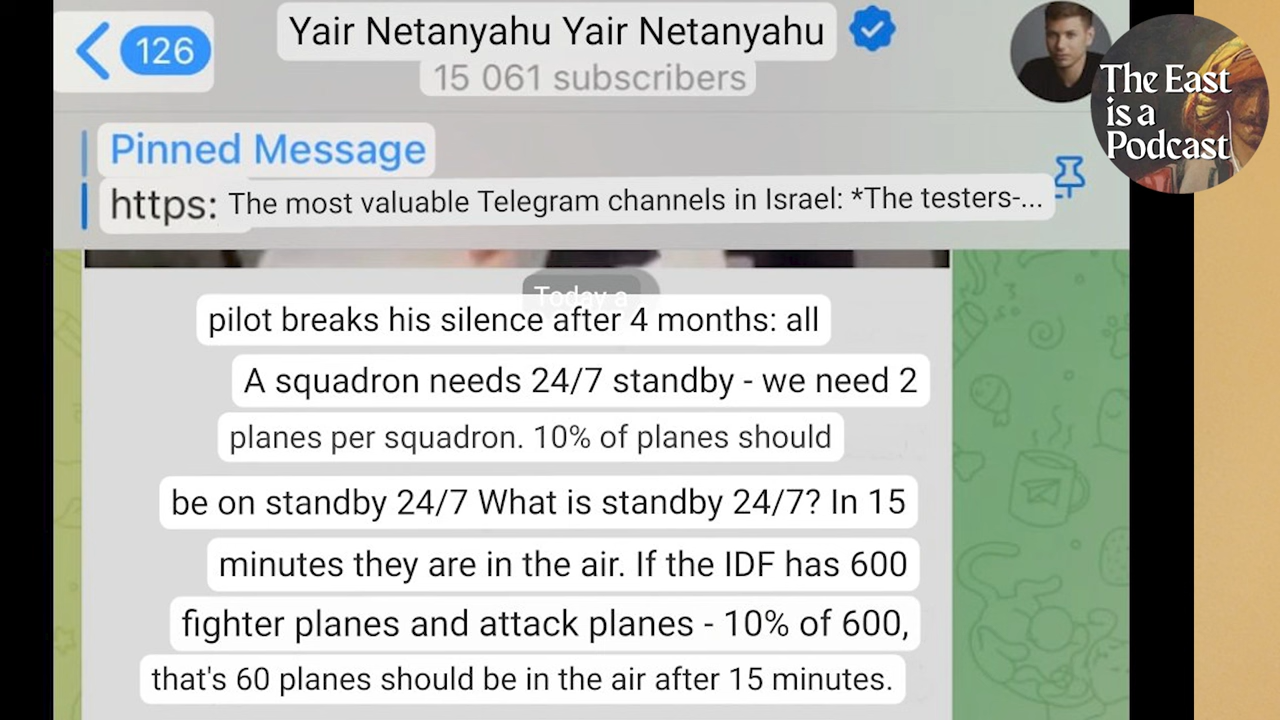 126
Yair Netanyahu Yair Netanyahu
15 061 subscribers
The East
is a
Podcast
Pinned Message
https: The most valuable Telegram channels in Israel: *The testers-...
Today a
pilot breaks his silence after 4 months: all
A squadron needs 24/7 standby - we need 2
planes per squadron. 10% of planes should
be on standby 24/7 What is standby 24/7? In 15
minutes they are in the air. If the IDF has 600
fighter planes and attack planes - 10% of 600,
that's 60 planes should be in the air after 15 minutes.